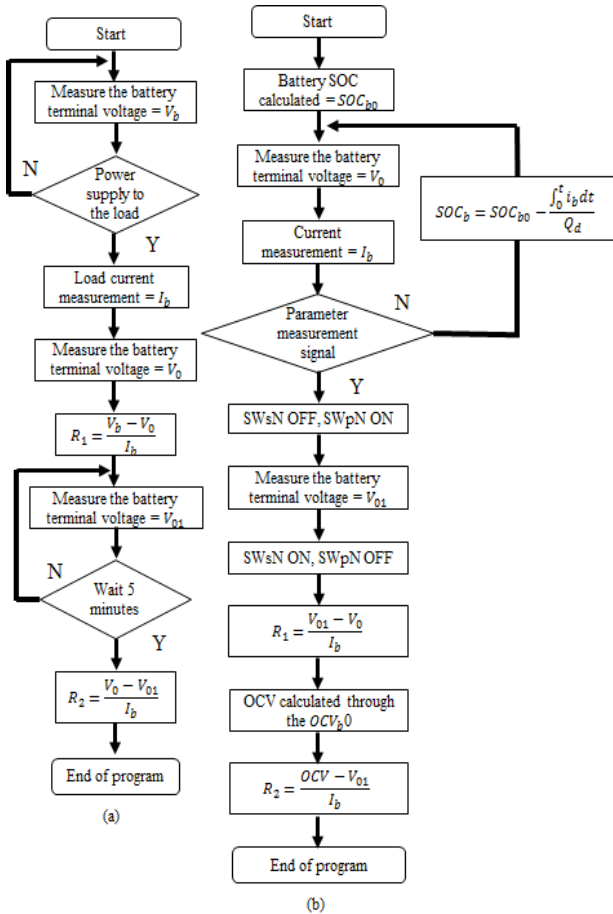 Start
Measure the battery
terminal voltage = V_b
N
Power
supply to
the load
Y
Load current
measurement = I_b
Measure the battery
terminal voltage = V_0
R_1 = (V_b − V_0) / I_b
Measure the battery
terminal voltage = V_01
N
Wait 5
minutes
Y
R_2 = (V_0 − V_01) / I_b
End of program
(a)
Start
Battery SOC
calculated = SOC_b0
Measure the battery
terminal voltage = V_0
SOC_b = SOC_b0 − (∫_0^t i_b dt) / Q_d
Current
measurement = I_b
Parameter
measurement
signal
N
Y
SWsN OFF, SWpN ON
Measure the battery
terminal voltage = V_01
SWsN ON, SWpN OFF
R_1 = (V_01 − V_0) / I_b
OCV calculated through
the OCV_b0
R_2 = (OCV − V_01) / I_b
End of program
(b)